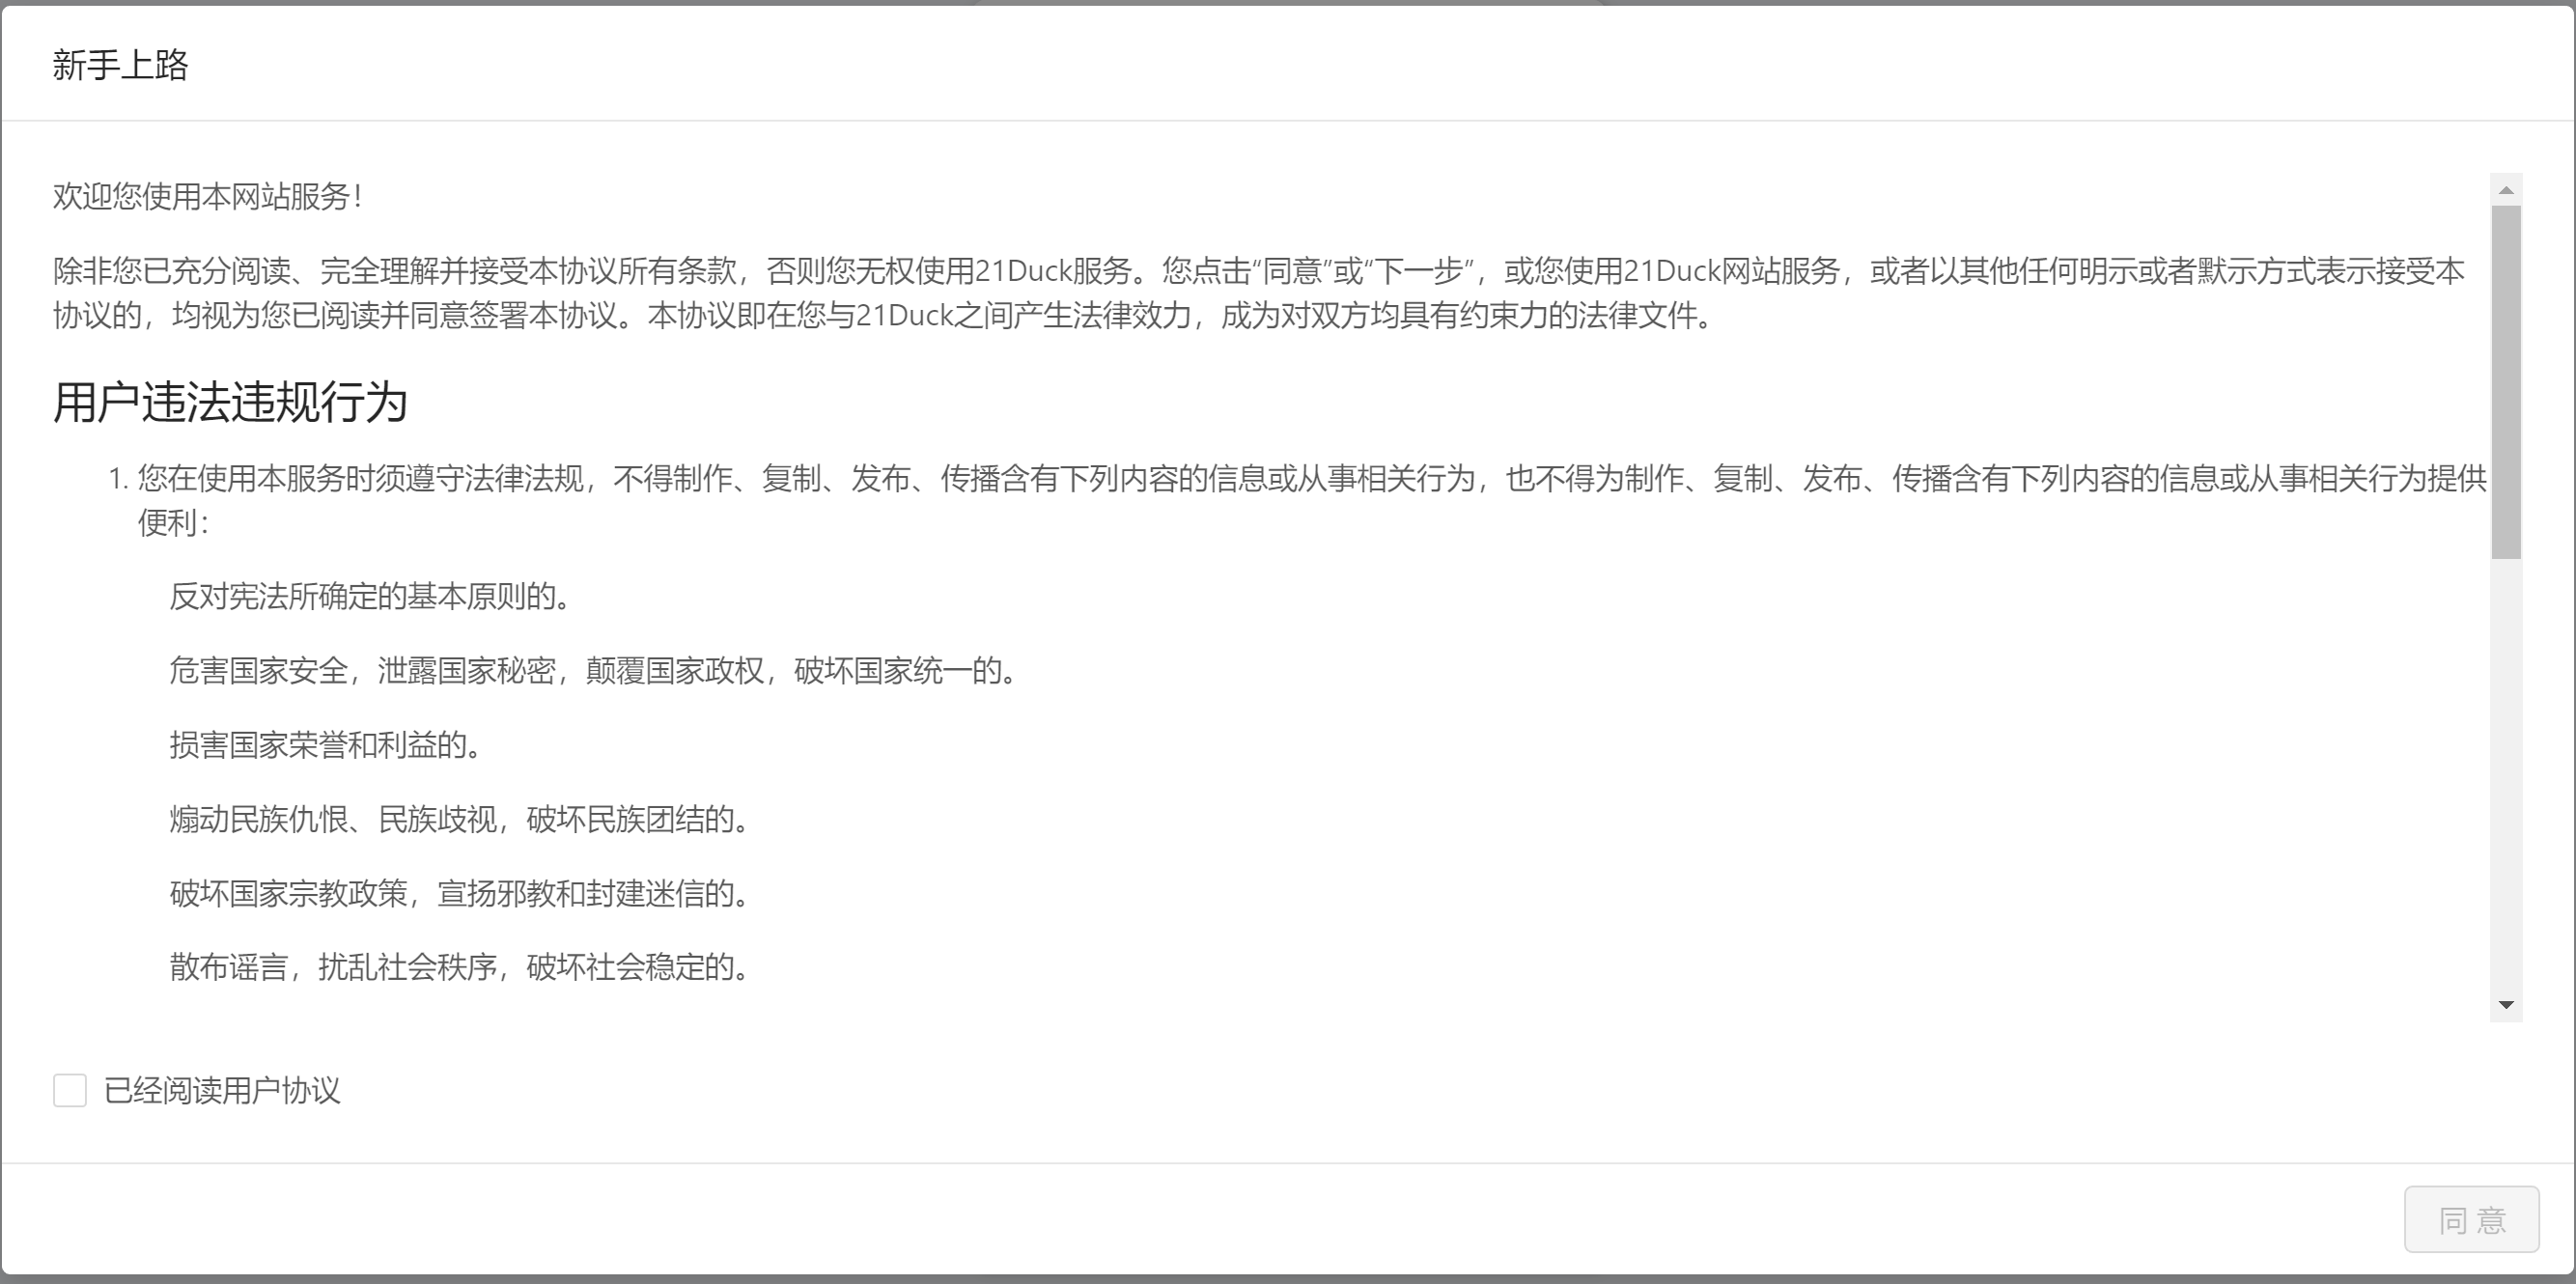 新手上路
欢迎您使用本网站服务！
除非您已充分阅读、完全理解并接受本协议所有条款，否则您无权使用21Duck服务。您点击“同意”或“下一步”，或您使用21Duck网站服务，或者以其他任何明示或者默示方式表示接受本
协议的，均视为您已阅读并同意签署本协议。本协议即在您与21Duck之间产生法律效力，成为对双方均具有约束力的法律文件。
用户违法违规行为
1. 您在使用本服务时须遵守法律法规，不得制作、复制、发布、传播含有下列内容的信息或从事相关行为，也不得为制作、复制、发布、传播含有下列内容的信息或从事相关行为提供
便利：
反对宪法所确定的基本原则的。
危害国家安全，泄露国家秘密，颠覆国家政权，破坏国家统一的。
损害国家荣誉和利益的。
煽动民族仇恨、民族歧视，破坏民族团结的。
破坏国家宗教政策，宣扬邪教和封建迷信的。
散布谣言，扰乱社会秩序，破坏社会稳定的。
已经阅读用户协议
同 意